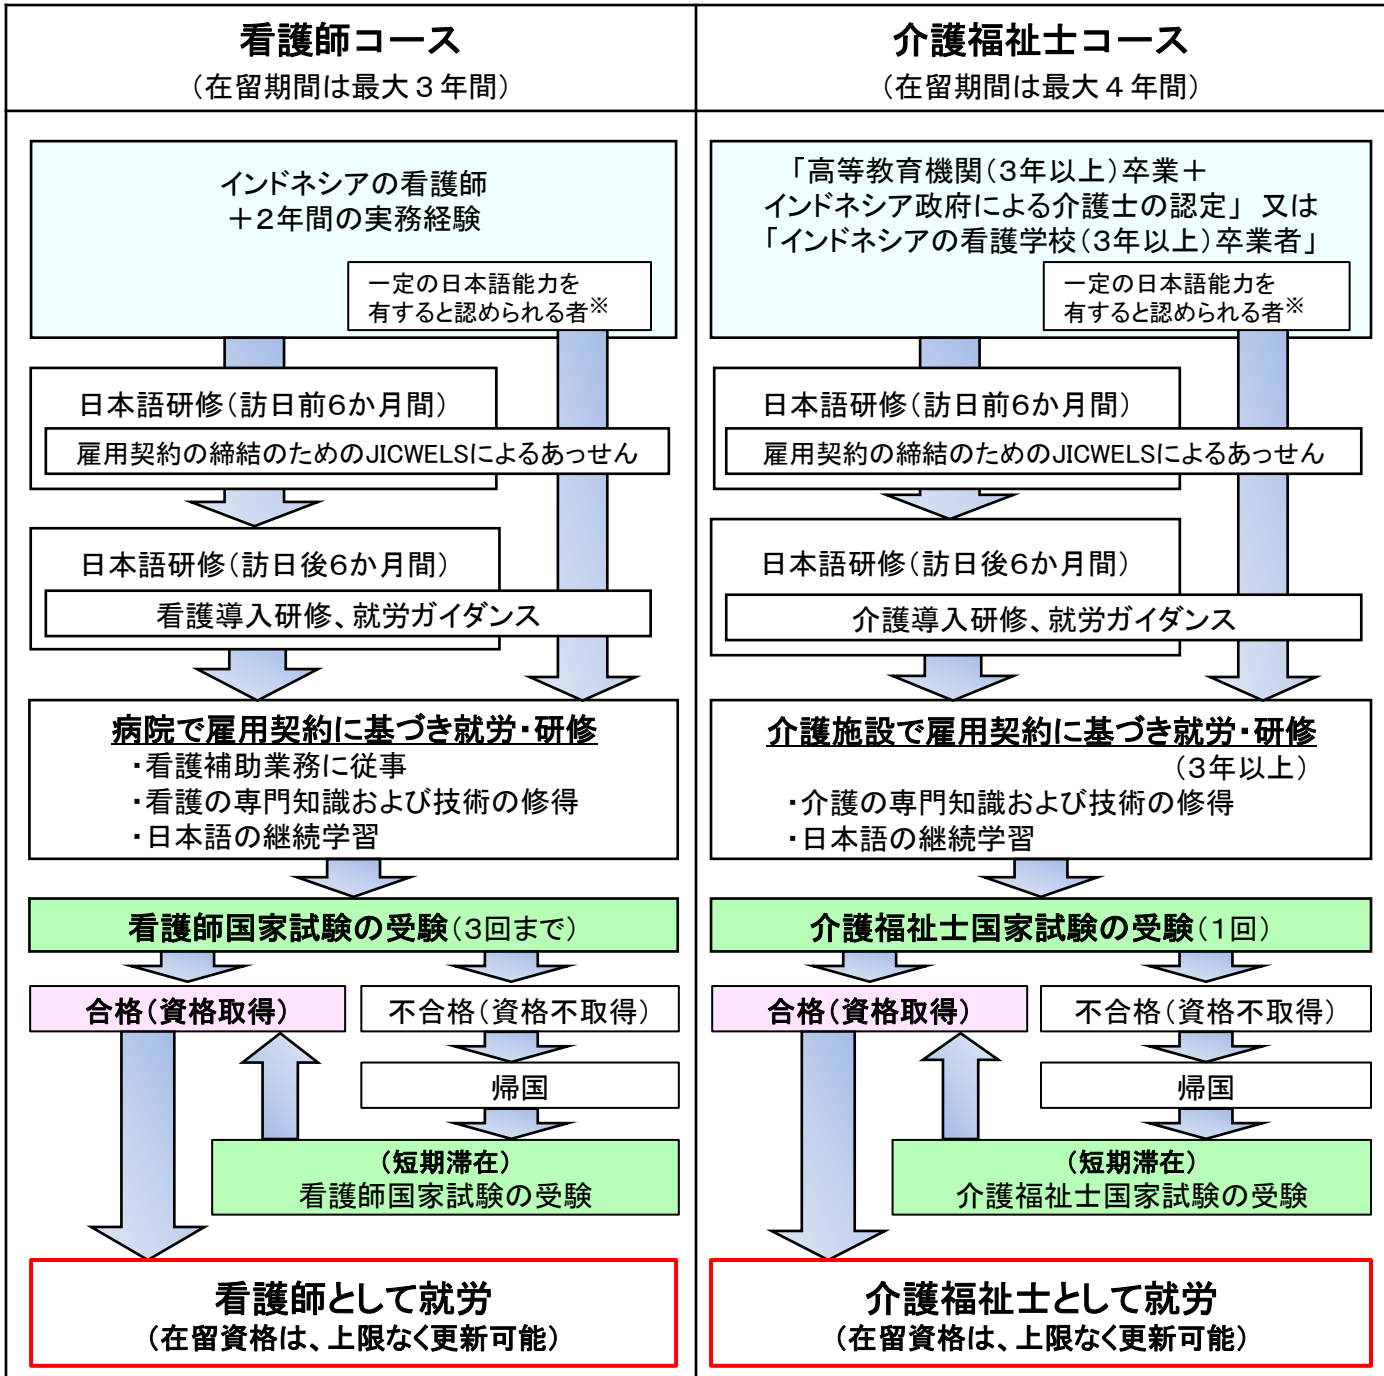 看護師コース
（在留期間は最大３年間）
インドネシアの看護師
＋２年間の実務経験
一定の日本語能力を
有すると認められる者※
日本語研修（訪日前６か月間）
雇用契約の締結のためのJICWELSによるあっせん
日本語研修（訪日後６か月間）
看護導入研修、就労ガイダンス
病院で雇用契約に基づき就労・研修
・看護補助業務に従事
・看護の専門知識および技術の修得
・日本語の継続学習
看護師国家試験の受験（３回まで）
合格（資格取得）
不合格（資格不取得）
帰国
（短期滞在）
看護師国家試験の受験
看護師として就労
（在留資格は、上限なく更新可能）
介護福祉士コース
（在留期間は最大４年間）
「高等教育機関（３年以上）卒業＋
インドネシア政府による介護士の認定」 又は
「インドネシアの看護学校（３年以上）卒業者」
一定の日本語能力を
有すると認められる者※
日本語研修（訪日前６か月間）
雇用契約の締結のためのJICWELSによるあっせん
日本語研修（訪日後６か月間）
介護導入研修、就労ガイダンス
介護施設で雇用契約に基づき就労・研修
（３年以上）
・介護の専門知識および技術の修得
・日本語の継続学習
介護福祉士国家試験の受験（１回）
合格（資格取得）
不合格（資格不取得）
帰国
（短期滞在）
介護福祉士国家試験の受験
介護福祉士として就労
（在留資格は、上限なく更新可能）